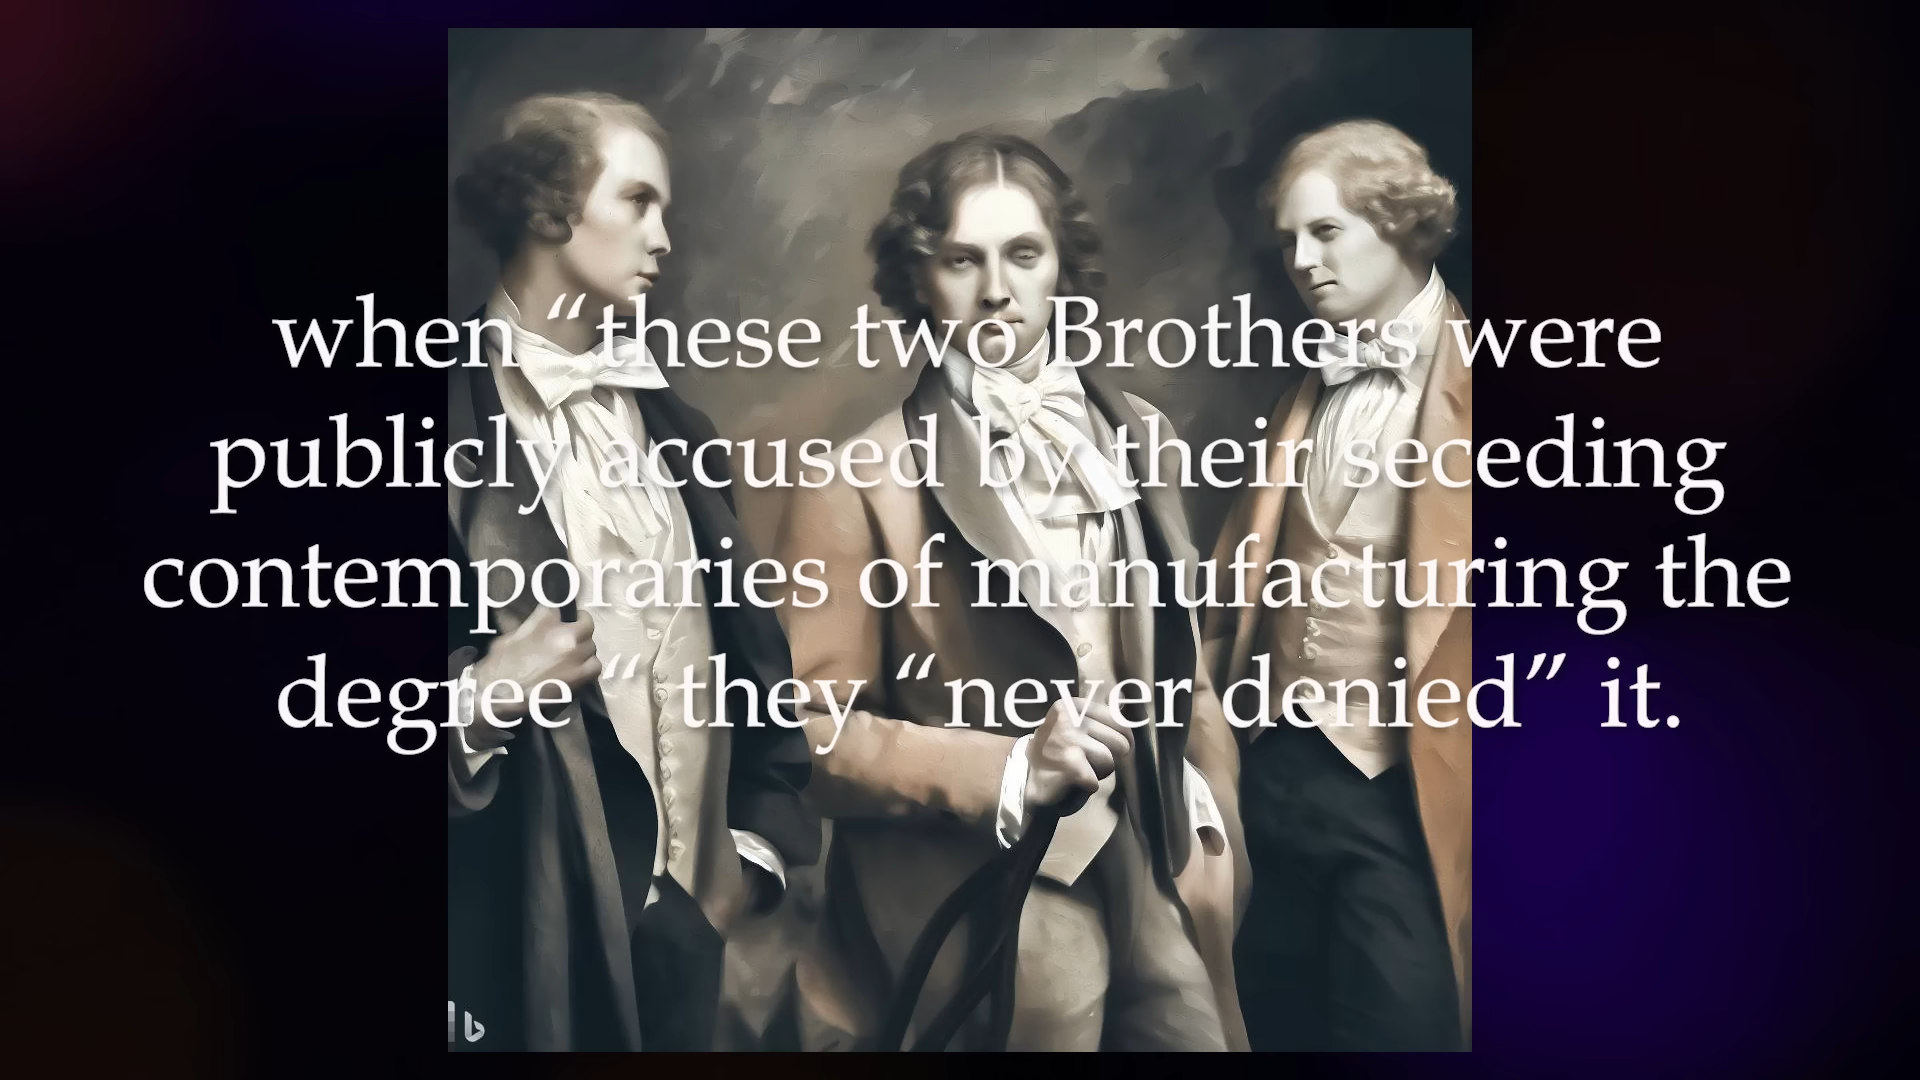 when “these two Brothers were
publicly accused by their seceding
contemporaries of manufacturing the
degree “ they “never denied” it.